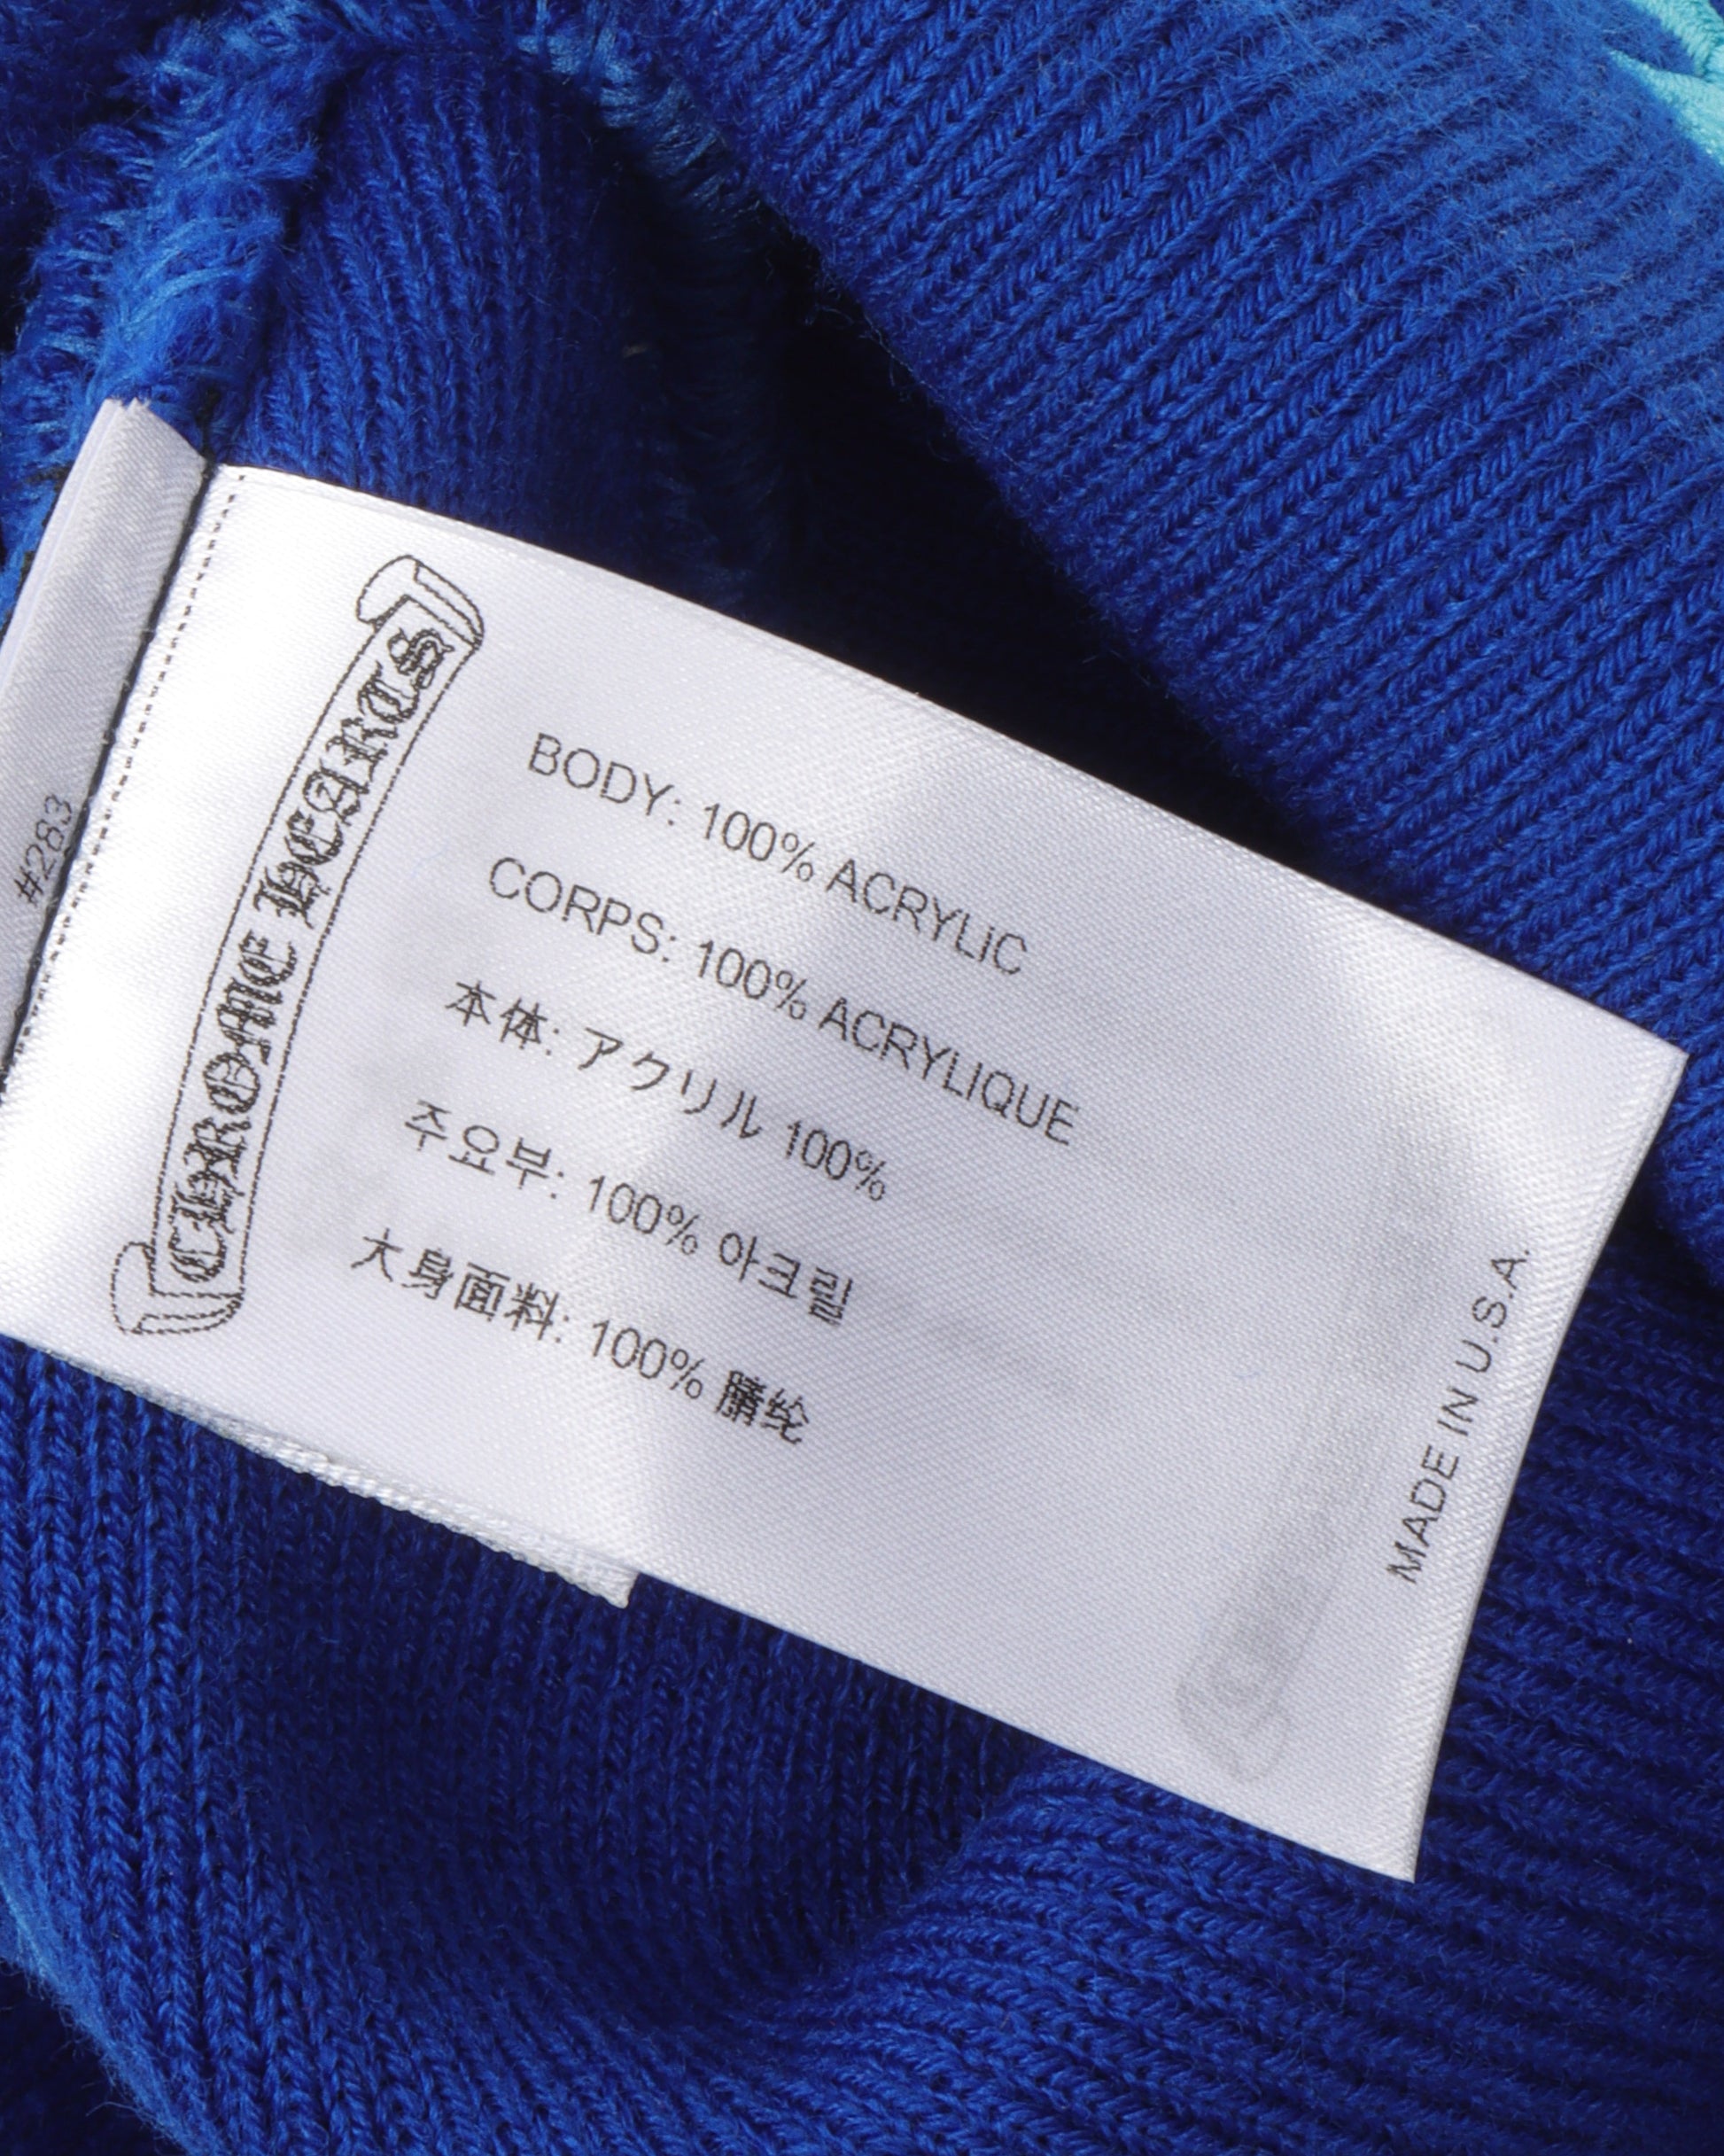 #283
CHROME HEARTS
BODY: 100% ACRYLIC
CORPS: 100% ACRYLIQUE
本体: アクリル 100%
주요부: 100% 아크릴
大身面料: 100% 腈纶
MADE IN U.S.A.